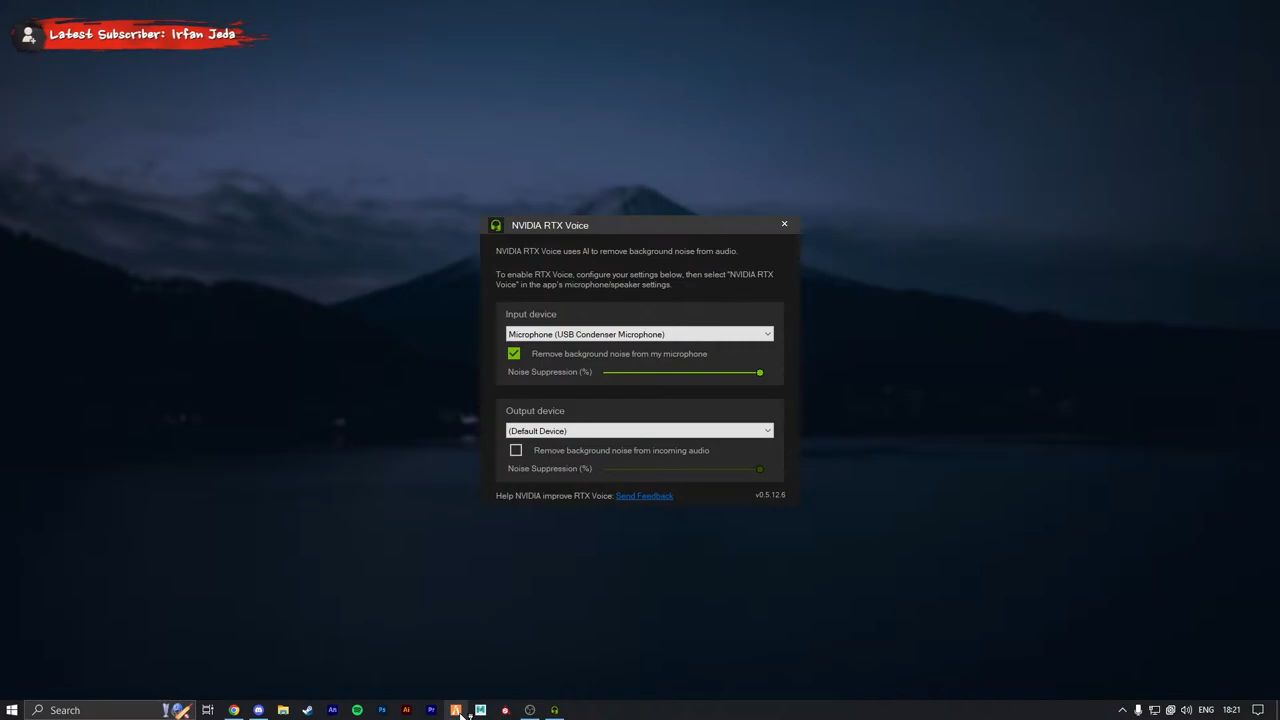 Latest Subscriber: Irfan Jeda
NVIDIA RTX Voice
NVIDIA RTX Voice uses AI to remove background noise from audio.
To enable RTX Voice, configure your settings below, then select "NVIDIA RTX
Voice" in the app's microphone/speaker settings.
Input device
Microphone (USB Condenser Microphone)
Remove background noise from my microphone
Noise Suppression (%)
Output device
(Default Device)
Remove background noise from incoming audio
Noise Suppression (%)
Help NVIDIA improve RTX Voice: Send Feedback
v0.5.12.6
Search
An
Ps
Ai
Pr
M
ENG
18:21